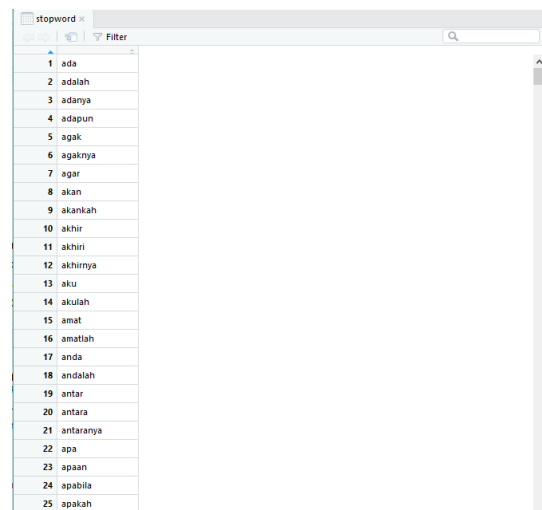 stopword ×
Filter
1 ada
2 adalah
3 adanya
4 adapun
5 agak
6 agaknya
7 agar
8 akan
9 akankah
10 akhir
11 akhiri
12 akhirnya
13 aku
14 akulah
15 amat
16 amatlah
17 anda
18 andalah
19 antar
20 antara
21 antaranya
22 apa
23 apaan
24 apabila
25 apakah